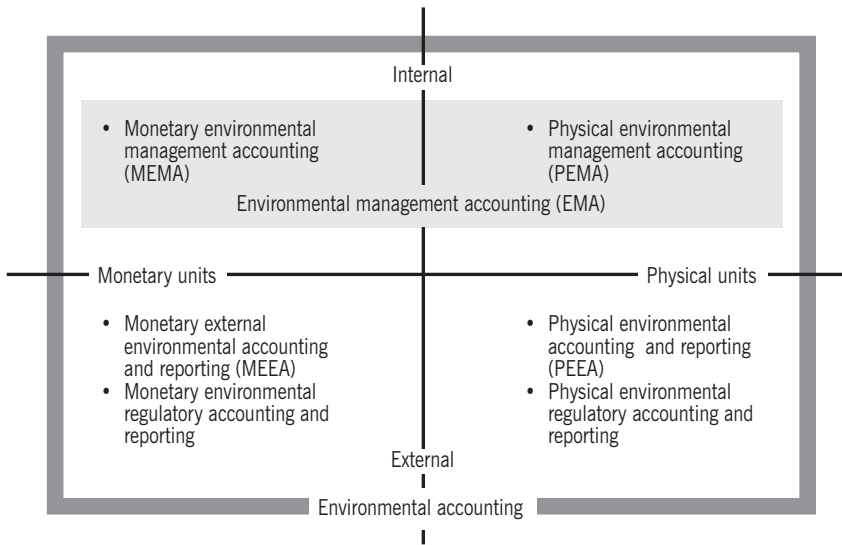 Internal
• Monetary environmental
management accounting
(MEMA)
• Physical environmental
management accounting
(PEMA)
Environmental management accounting (EMA)
Monetary units
Physical units
• Monetary external
environmental accounting
and reporting (MEEA)
• Monetary environmental
regulatory accounting and
reporting
• Physical environmental
accounting and reporting
(PEEA)
• Physical environmental
regulatory accounting and
reporting
External
Environmental accounting